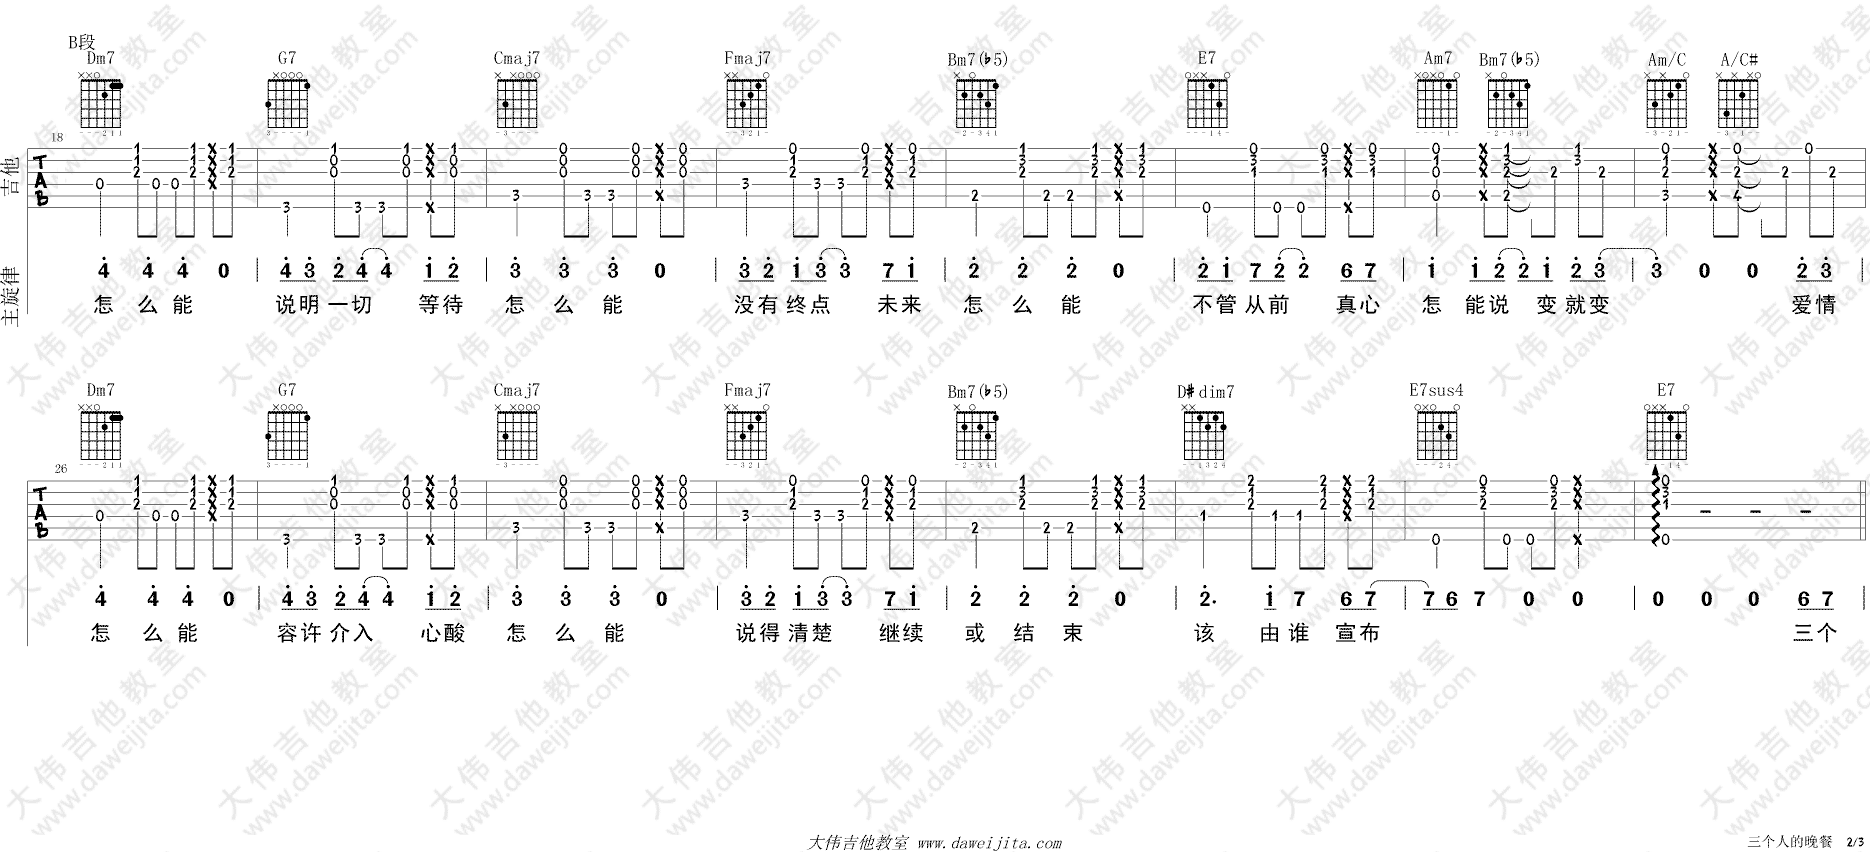 B段
Dm7 G7 Cmaj7 Fmaj7 Bm7(♭5) E7 Am7 Bm7(♭5) Am/C A/C#
18
吉他
TAB
主旋律
4 4 4 0 | 4 3 2 4 4 1 2 | 3 3 3 0 | 3 2 1 3 3 7 1 | 2 2 2 0 | 2 1 7 2 2 6 7 | 1 1 2 2 1 2 3 | 3 0 0 2 3 |
怎么能 说明一切 等待 怎么能 没有终点 未来 怎么能 不管从前 真心 怎能说变就变 爱情
Dm7 G7 Cmaj7 Fmaj7 Bm7(♭5) D♯dim7 E7sus4 E7
26
TAB
4 4 4 0 | 4 3 2 4 4 1 2 | 3 3 3 0 | 3 2 1 3 3 7 1 | 2 2 2 0 | 2. 1 7 6 7 | 7 6 7 0 0 | 0 0 0 6 7 |
怎么能 容许介入 心酸 怎么能 说得清楚 继续 或结束 该由谁宣布 三个
大伟吉他教室 www.daweijita.com
三个人的晚餐 2/3